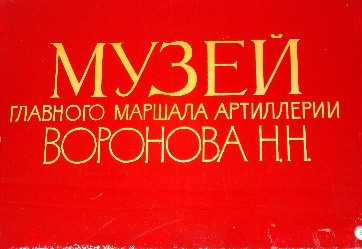 МУЗЕЙ
ГЛАВНОГО МАРШАЛА АРТИЛЛЕРИИ
ВОРОНОВА Н.Н.